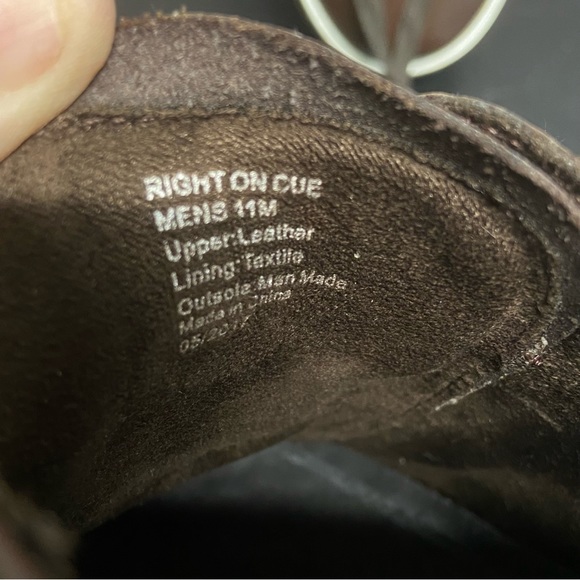 RIGHT ON CUE
MENS 11M
Upper:Leather
Lining:Textile
Outsole:Man Made
Made in China
05/2017